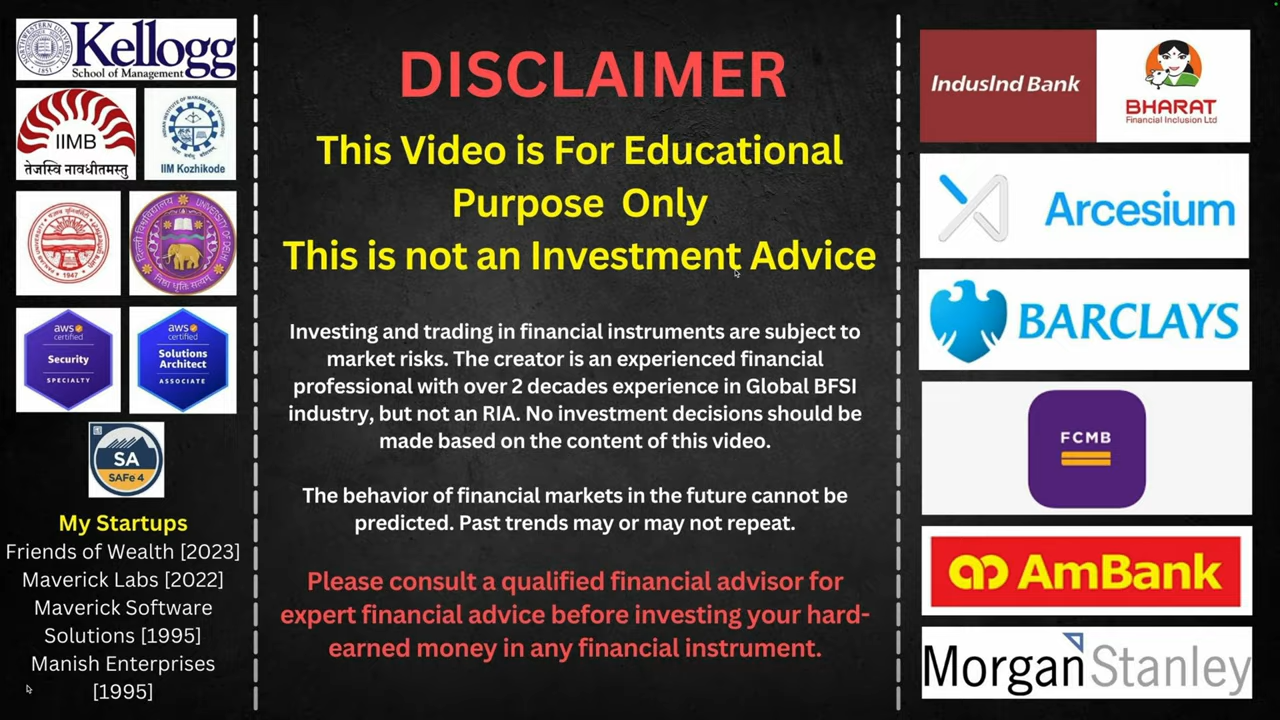 Kellogg
School of Management
IIMB
तेजस्वि नावधीतमस्तु
IIM Kozhikode
1947
UNIVERSITY OF DELHI
aws
certified
Security
SPECIALTY
aws
certified
Solutions
Architect
ASSOCIATE
SA
SAFe 4
My Startups
Friends of Wealth [2023]
Maverick Labs [2022]
Maverick Software
Solutions [1995]
Manish Enterprises
[1995]
DISCLAIMER
This Video is For Educational
Purpose Only
This is not an Investment Advice
Investing and trading in financial instruments are subject to
market risks. The creator is an experienced financial
professional with over 2 decades experience in Global BFSI
industry, but not an RIA. No investment decisions should be
made based on the content of this video.
The behavior of financial markets in the future cannot be
predicted. Past trends may or may not repeat.
Please consult a qualified financial advisor for
expert financial advice before investing your hard-
earned money in any financial instrument.
IndusInd Bank
BHARAT
Financial Inclusion Ltd
Arcesium
BARCLAYS
FCMB
AmBank
Morgan Stanley